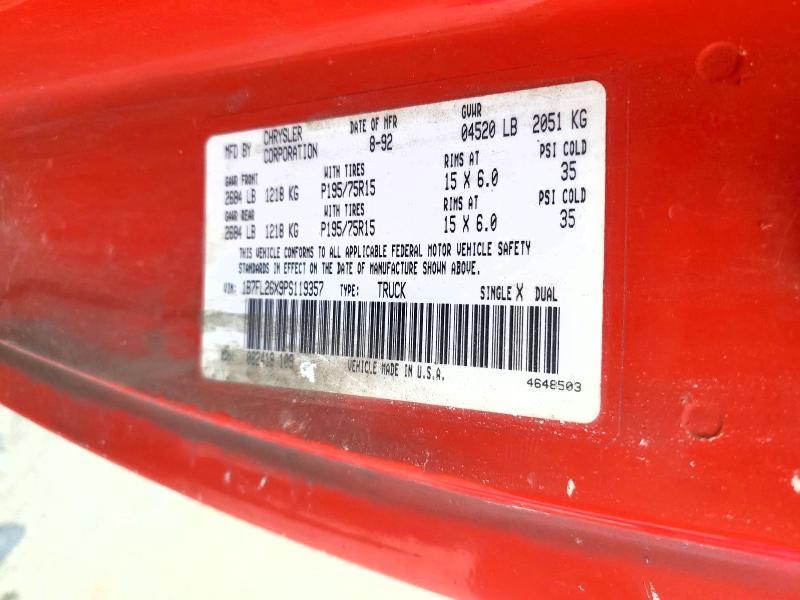 MFD BY CHRYSLER CORPORATION DATE OF MFR 8-92 GVWR 04520 LB 2051 KG
GAWR FRONT WITH TIRES RIMS AT PSI COLD
2684 LB 1218 KG P195/75R15 15 X 6.0 35
GAWR REAR WITH TIRES RIMS AT PSI COLD
2684 LB 1218 KG P195/75R15 15 X 6.0 35
THIS VEHICLE CONFORMS TO ALL APPLICABLE FEDERAL MOTOR VEHICLE SAFETY
STANDARDS IN EFFECT ON THE DATE OF MANUFACTURE SHOWN ABOVE.
VIN: 1B7FL26X9PS119357 TYPE: TRUCK SINGLE X DUAL
VEHICLE MADE IN U.S.A.
4648503